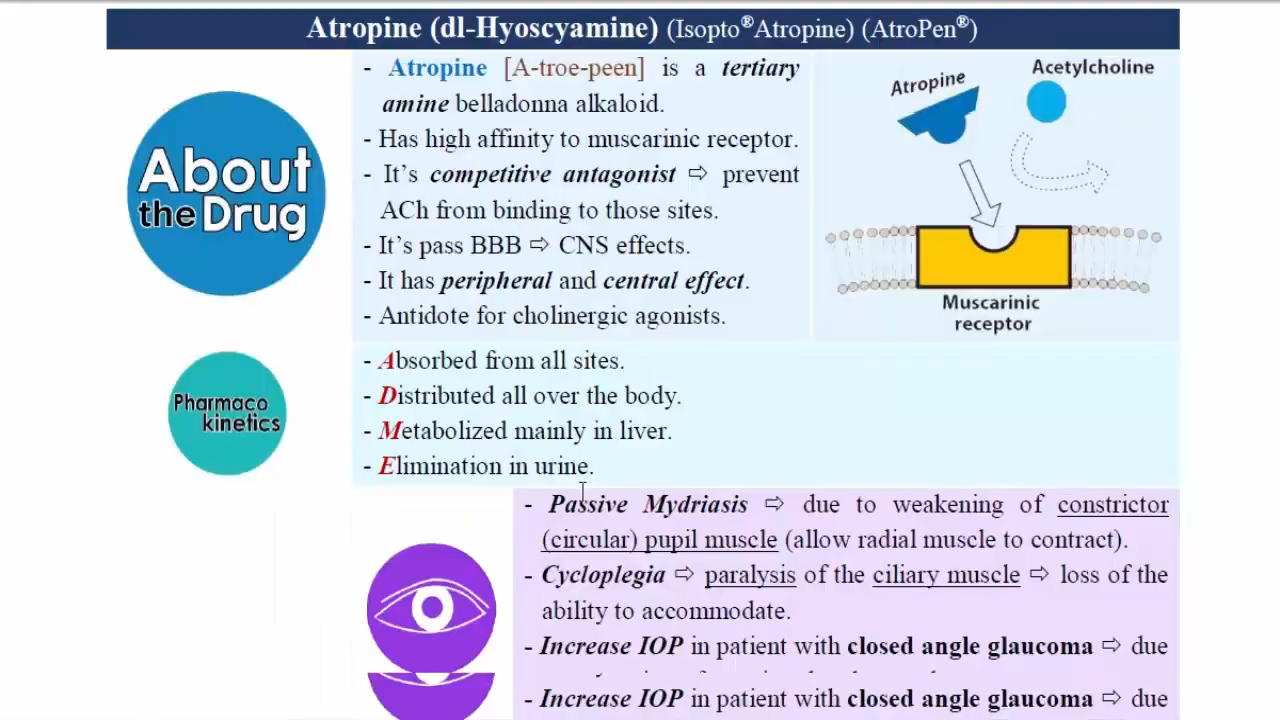 Atropine (dl-Hyoscyamine) (Isopto®Atropine) (AtroPen®)
About
the Drug
- Atropine [A-troe-peen] is a tertiary
amine belladonna alkaloid.
- Has high affinity to muscarinic receptor.
- It's competitive antagonist ⇨ prevent
ACh from binding to those sites.
- It's pass BBB ⇨ CNS effects.
- It has peripheral and central effect.
- Antidote for cholinergic agonists.
Atropine
Acetylcholine
Muscarinic
receptor
Pharmaco
kinetics
- Absorbed from all sites.
- Distributed all over the body.
- Metabolized mainly in liver.
- Elimination in urine.
- Passive Mydriasis ⇨ due to weakening of constrictor
(circular) pupil muscle (allow radial muscle to contract).
- Cycloplegia ⇨ paralysis of the ciliary muscle ⇨ loss of the
ability to accommodate.
- Increase IOP in patient with closed angle glaucoma ⇨ due
- Increase IOP in patient with closed angle glaucoma ⇨ due